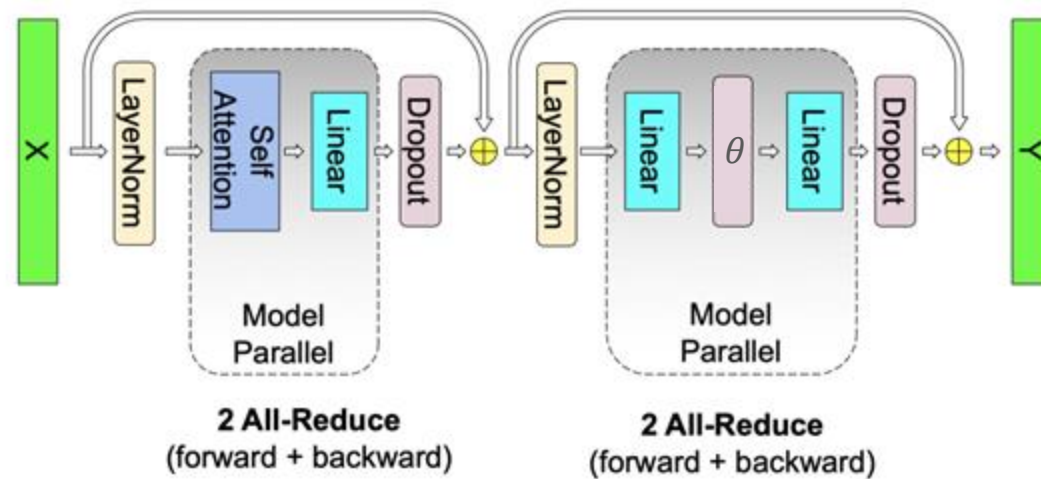 X
LayerNorm
Self
Attention
Linear
Dropout
LayerNorm
Linear
θ
Linear
Dropout
Y
Model
Parallel
Model
Parallel
2 All-Reduce
(forward + backward)
2 All-Reduce
(forward + backward)